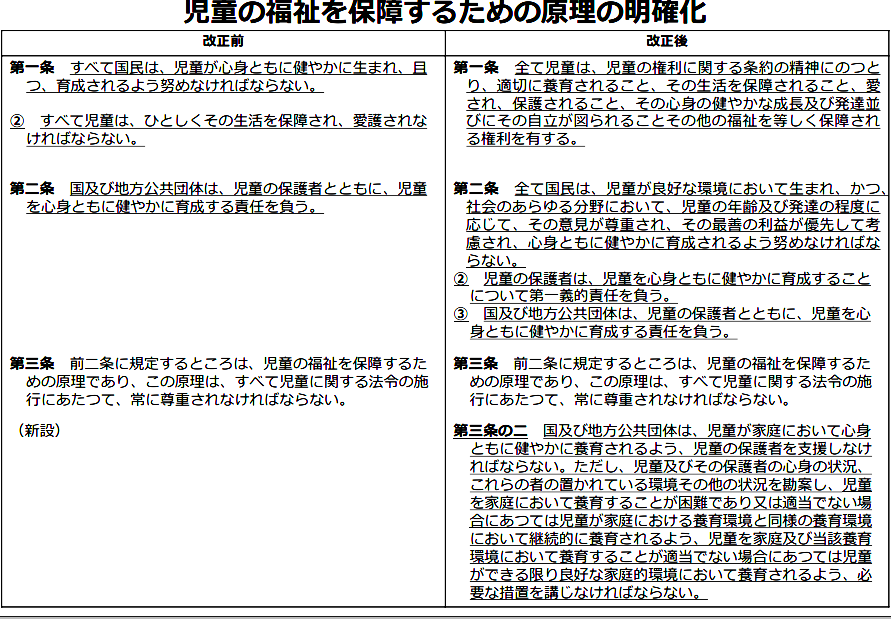 児童の福祉を保障するための原理の明確化
改正前
第一条　すべて国民は、児童が心身ともに健やかに生まれ、且
つ、育成されるよう努めなければならない。
②　すべて児童は、ひとしくその生活を保障され、愛護されな
ければならない。
第二条　国及び地方公共団体は、児童の保護者とともに、児童
を心身ともに健やかに育成する責任を負う。
第三条　前二条に規定するところは、児童の福祉を保障するた
めの原理であり、この原理は、すべて児童に関する法令の施
行にあたつて、常に尊重されなければならない。
（新設）
改正後
第一条　全て児童は、児童の権利に関する条約の精神にのつと
り、適切に養育されること、その生活を保障されること、愛
され、保護されること、その心身の健やかな成長及び発達並
びにその自立が図られることその他の福祉を等しく保障され
る権利を有する。
第二条　全て国民は、児童が良好な環境において生まれ、かつ、
社会のあらゆる分野において、児童の年齢及び発達の程度に
応じて、その意見が尊重され、その最善の利益が優先して考
慮され、心身ともに健やかに育成されるよう努めなければな
らない。
②　児童の保護者は、児童を心身ともに健やかに育成すること
について第一義的責任を負う。
③　国及び地方公共団体は、児童の保護者とともに、児童を心
身ともに健やかに育成する責任を負う。
第三条　前二条に規定するところは、児童の福祉を保障するた
めの原理であり、この原理は、すべて児童に関する法令の施
行にあたつて、常に尊重されなければならない。
第三条の二　国及び地方公共団体は、児童が家庭において心身
ともに健やかに養育されるよう、児童の保護者を支援しなけ
ればならない。ただし、児童及びその保護者の心身の状況、
これらの者の置かれている環境その他の状況を勘案し、児童
を家庭において養育することが困難であり又は適当でない場
合にあつては児童が家庭における養育環境と同様の養育環境
において継続的に養育されるよう、児童を家庭及び当該養育
環境において養育することが適当でない場合にあつては児童
ができる限り良好な家庭的環境において養育されるよう、必
要な措置を講じなければならない。